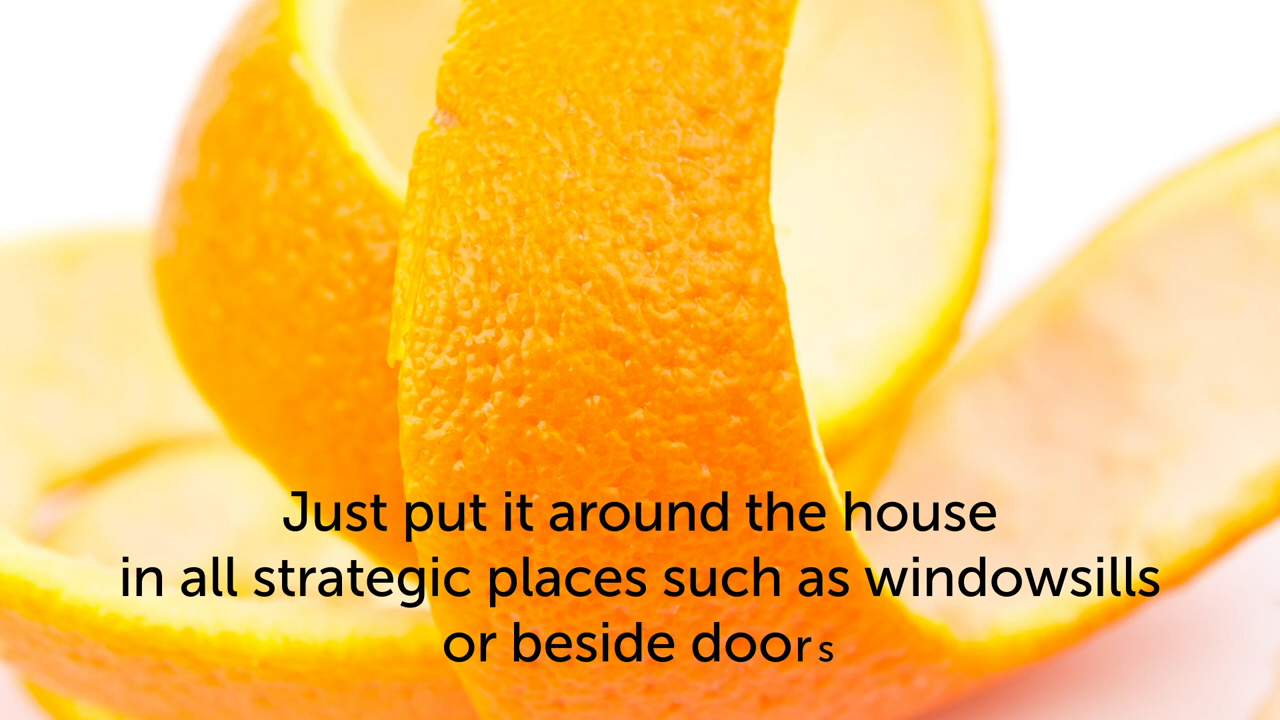 Just put it around the house
in all strategic places such as windowsills
or beside doors